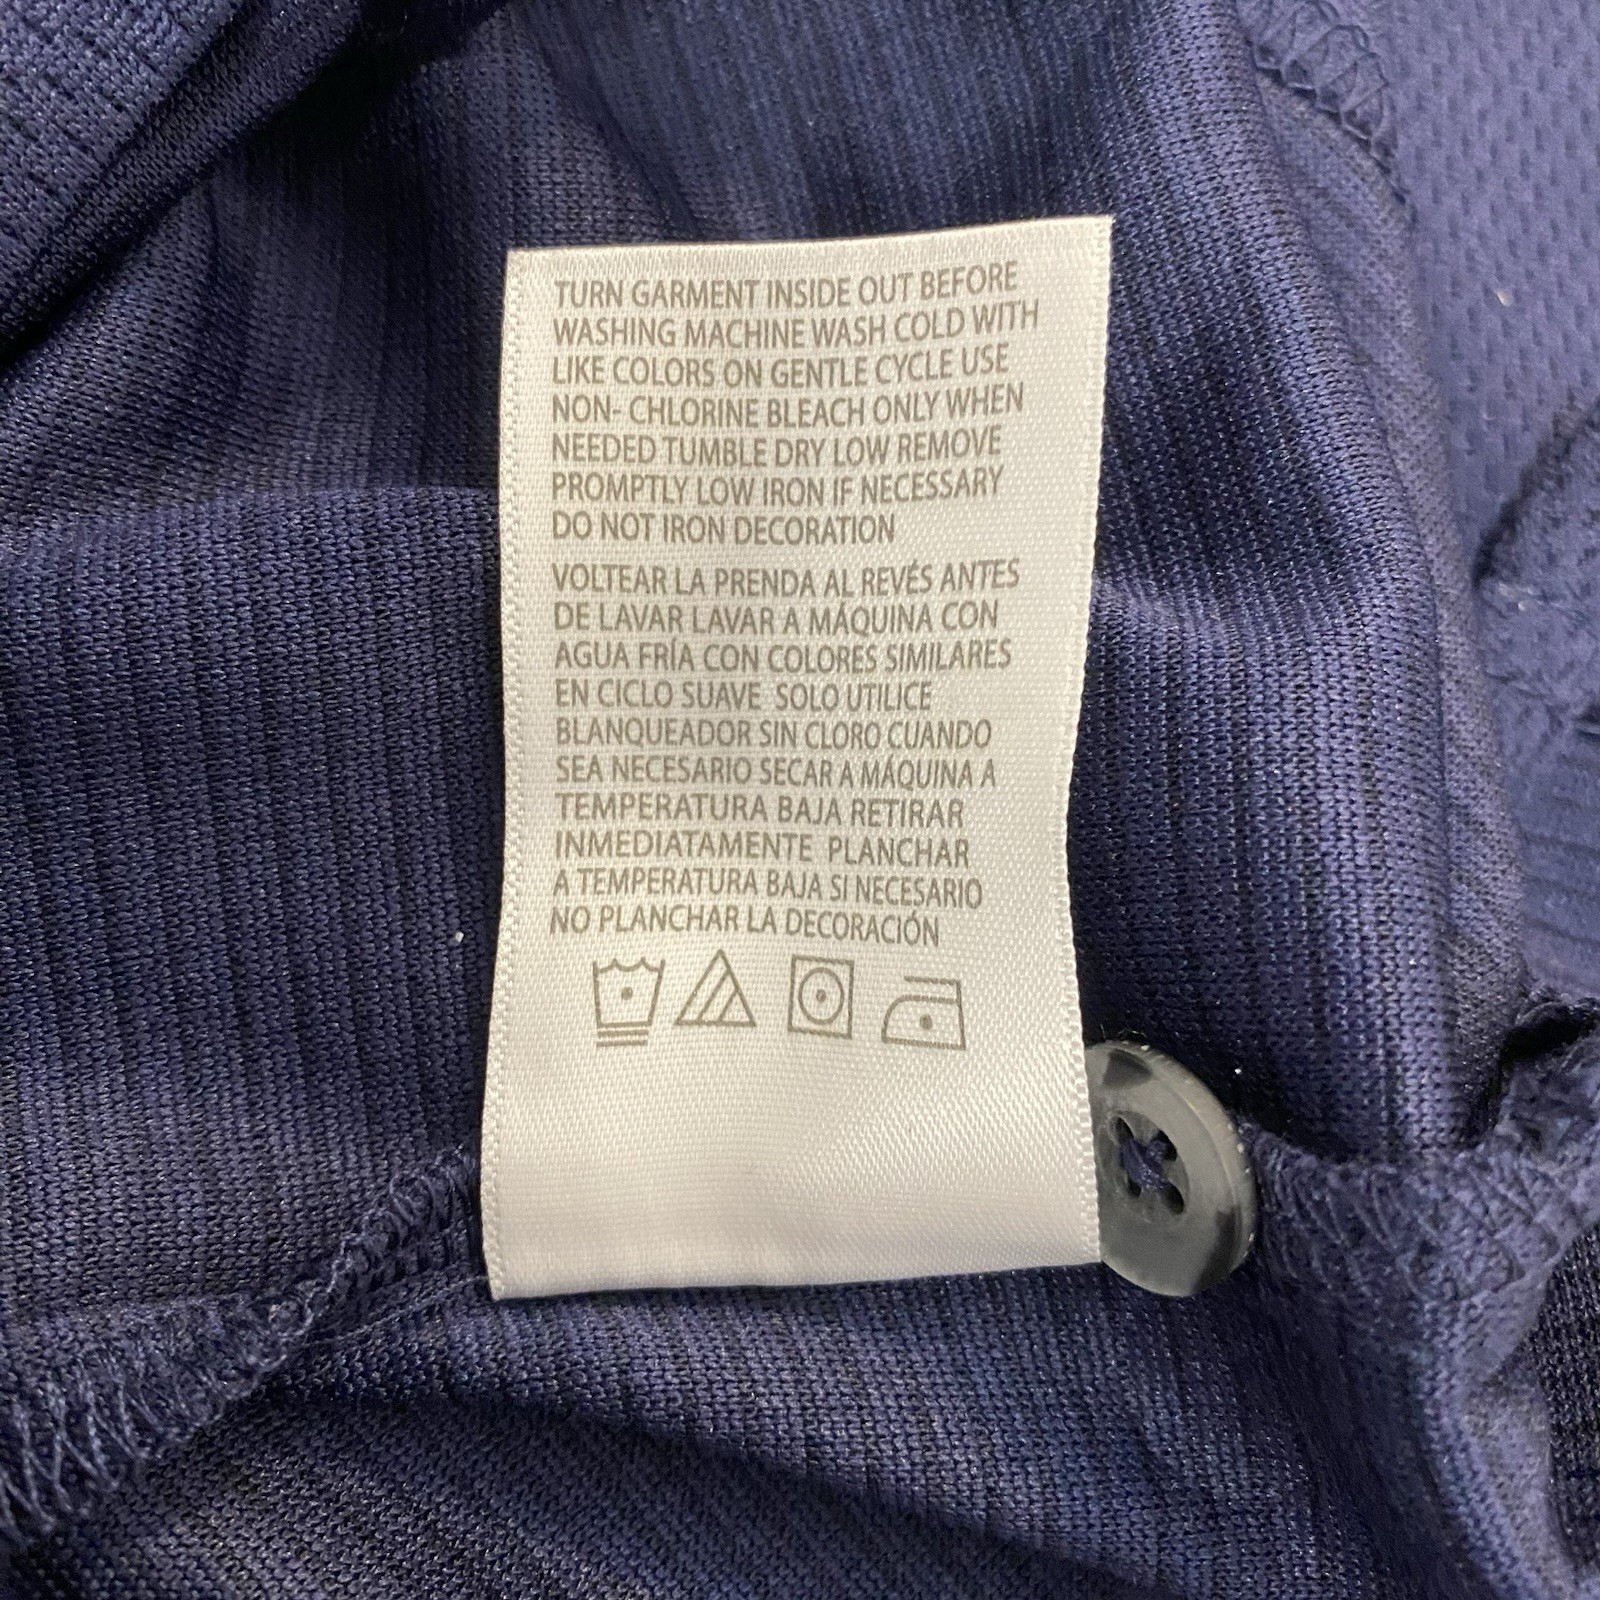 TURN GARMENT INSIDE OUT BEFORE
WASHING MACHINE WASH COLD WITH
LIKE COLORS ON GENTLE CYCLE USE
NON- CHLORINE BLEACH ONLY WHEN
NEEDED TUMBLE DRY LOW REMOVE
PROMPTLY LOW IRON IF NECESSARY
DO NOT IRON DECORATION
VOLTEAR LA PRENDA AL REVÉS ANTES
DE LAVAR LAVAR A MÁQUINA CON
AGUA FRÍA CON COLORES SIMILARES
EN CICLO SUAVE SOLO UTILICE
BLANQUEADOR SIN CLORO CUANDO
SEA NECESARIO SECAR A MÁQUINA A
TEMPERATURA BAJA RETIRAR
INMEDIATAMENTE PLANCHAR
A TEMPERATURA BAJA SI NECESARIO
NO PLANCHAR LA DECORACIÓN